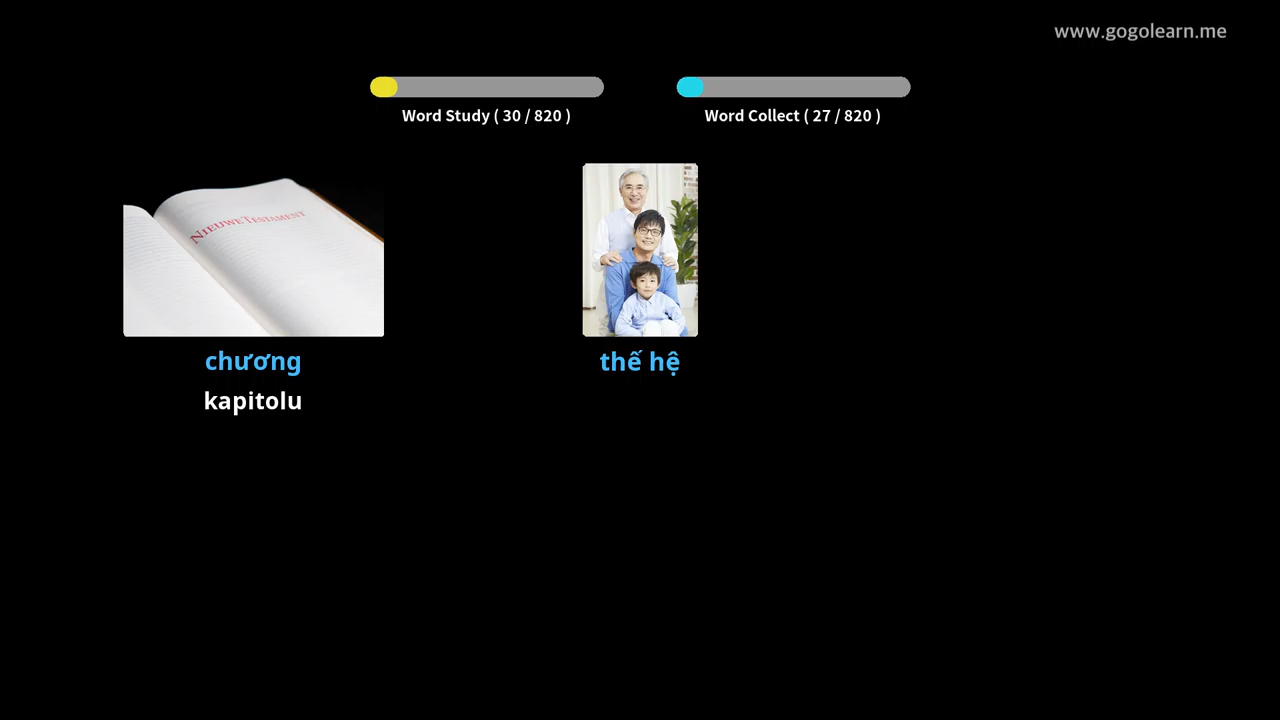 www.gogolearn.me
Word Study ( 30 / 820 )
Word Collect ( 27 / 820 )
NIEUWE TESTAMENT
chương
kapitolu
thế hệ